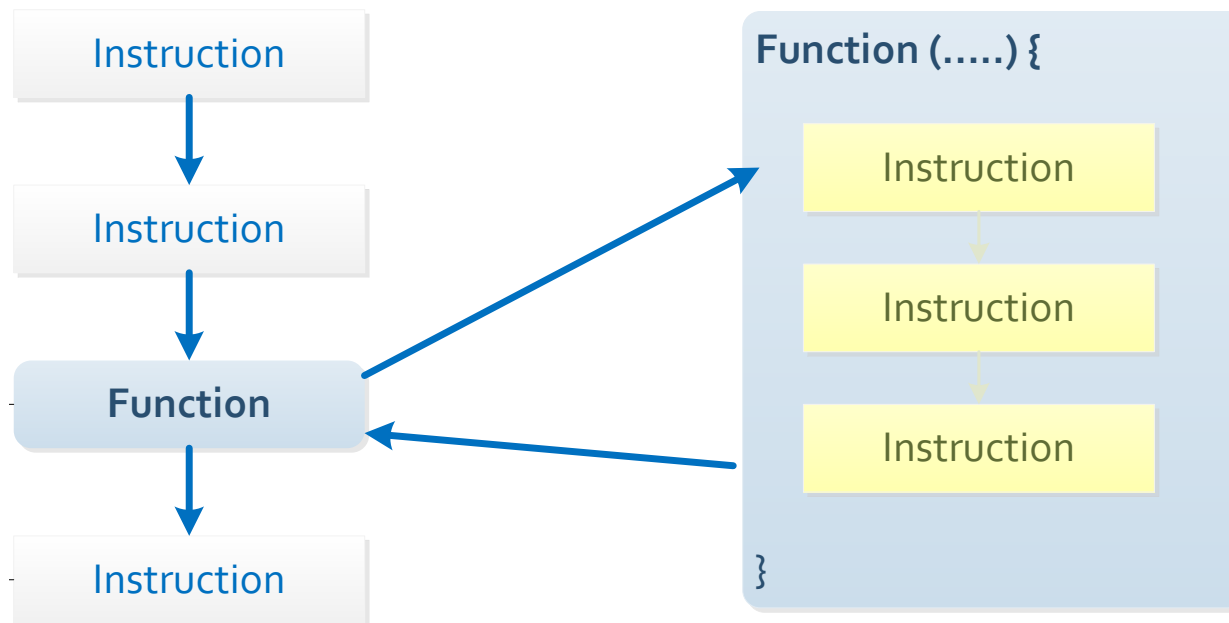 Instruction
Instruction
Function
Instruction
Function (.....) {
Instruction
Instruction
Instruction
}